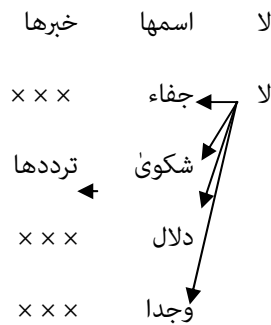 لا اسمها خبرها
لا جفاء ×××
شكوىٰ ترددها
دلال ×××
وجدا ×××